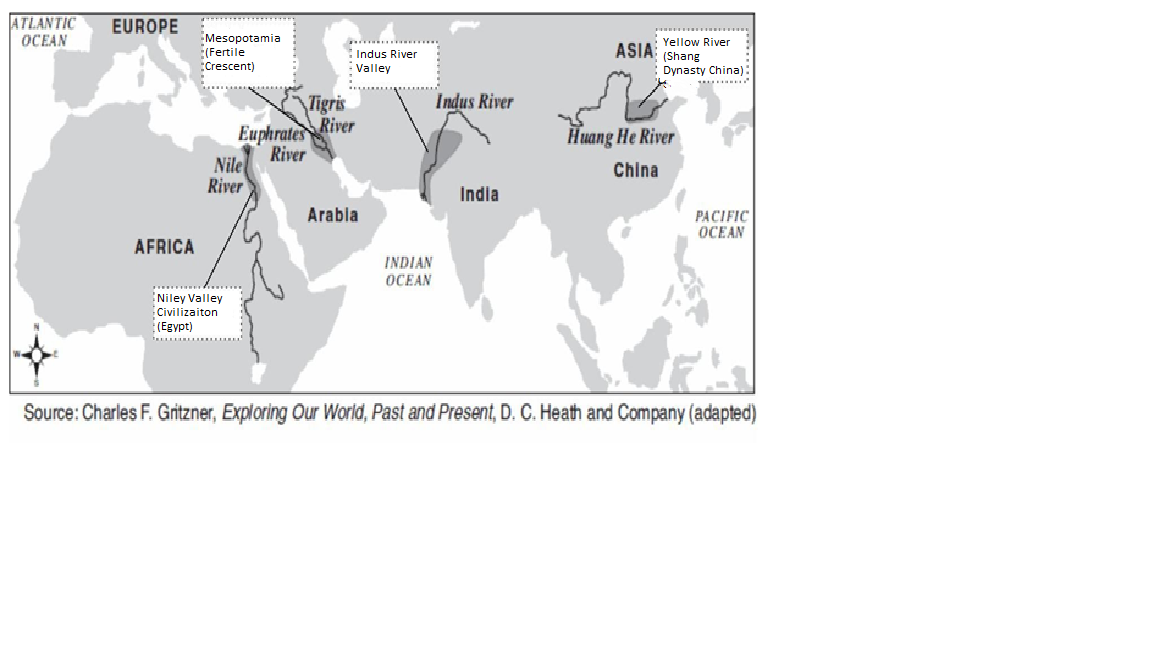 ATLANTIC
OCEAN
EUROPE
Mesopotamia
(Fertile
Crescent)
Indus River
Valley
ASIA
Yellow River
(Shang
Dynasty China)
Tigris
River
Indus River
Euphrates
River
Huang He River
Nile
River
China
India
Arabia
PACIFIC
OCEAN
AFRICA
INDIAN
OCEAN
Niley Valley
Civilizaiton
(Egypt)
N
W
E
S
Source: Charles F. Gritzner, Exploring Our World, Past and Present, D. C. Heath and Company (adapted)